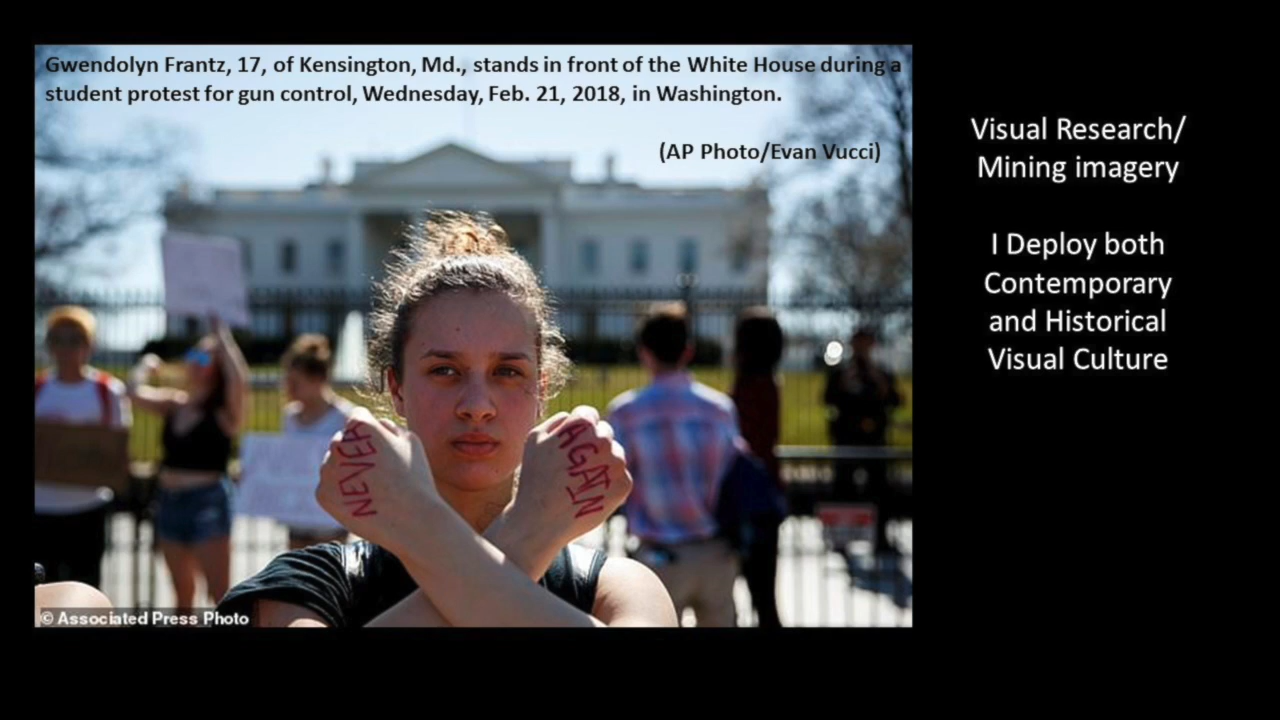 Gwendolyn Frantz, 17, of Kensington, Md., stands in front of the White House during a
student protest for gun control, Wednesday, Feb. 21, 2018, in Washington.
(AP Photo/Evan Vucci)
Visual Research/
Mining imagery
I Deploy both
Contemporary
and Historical
Visual Culture
NEVER
AGAIN
© Associated Press Photo